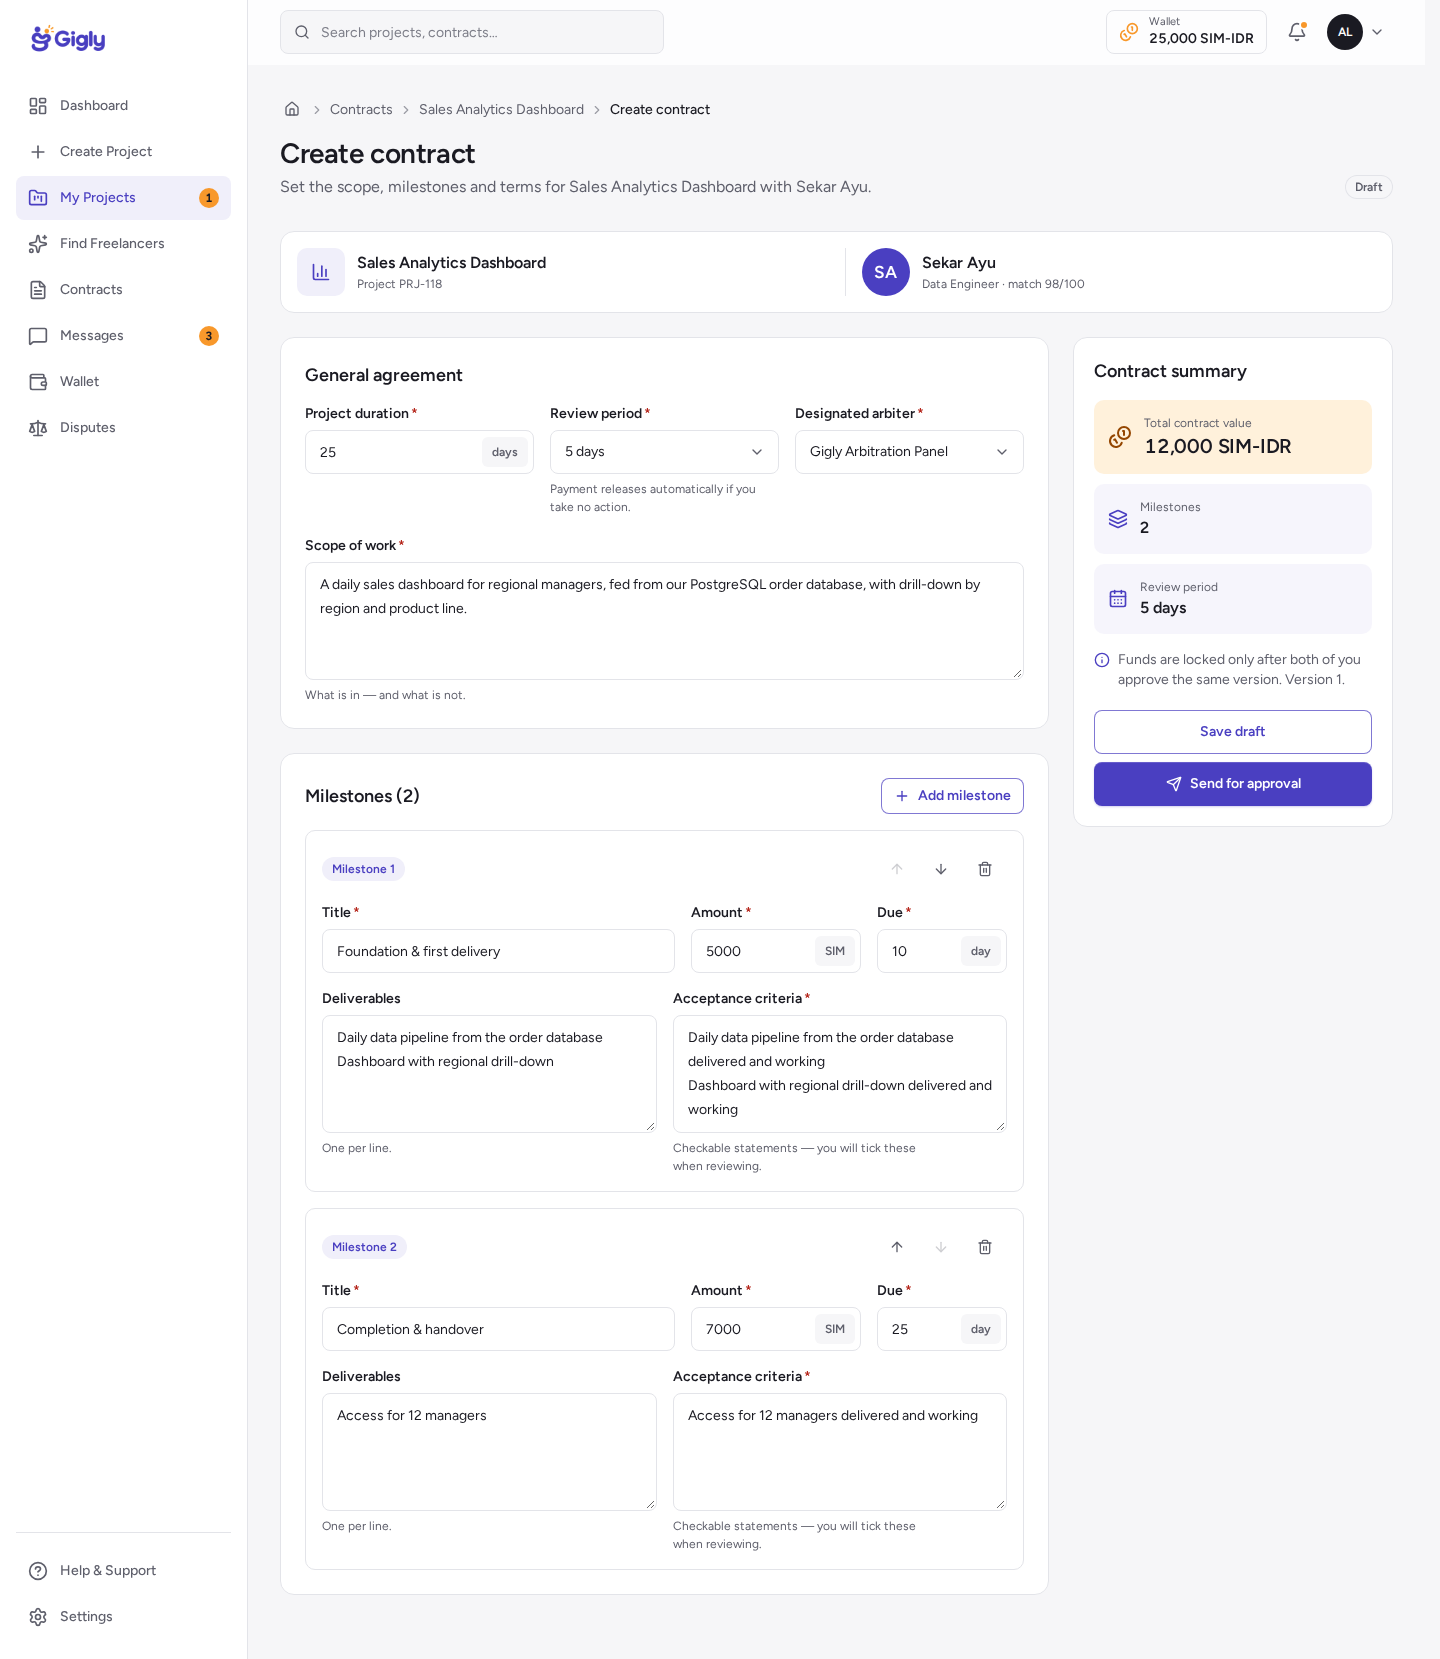 Gigly
Search projects, contracts...
Wallet
25,000 SIM-IDR
AL
Dashboard
Create Project
My Projects
1
Find Freelancers
Contracts
Messages
3
Wallet
Disputes
Help & Support
Settings
Contracts
Sales Analytics Dashboard
Create contract
Create contract
Set the scope, milestones and terms for Sales Analytics Dashboard with Sekar Ayu.
Draft
Sales Analytics Dashboard
Project PRJ-118
SA
Sekar Ayu
Data Engineer · match 98/100
General agreement
Project duration *
25
days
Review period *
5 days
Payment releases automatically if you
take no action.
Designated arbiter *
Gigly Arbitration Panel
Scope of work *
A daily sales dashboard for regional managers, fed from our PostgreSQL order database, with drill-down by
region and product line.
What is in — and what is not.
Milestones (2)
Add milestone
Milestone 1
Title *
Foundation & first delivery
Amount *
5000
SIM
Due *
10
day
Deliverables
Daily data pipeline from the order database
Dashboard with regional drill-down
One per line.
Acceptance criteria *
Daily data pipeline from the order database
delivered and working
Dashboard with regional drill-down delivered and
working
Checkable statements — you will tick these
when reviewing.
Milestone 2
Title *
Completion & handover
Amount *
7000
SIM
Due *
25
day
Deliverables
Access for 12 managers
One per line.
Acceptance criteria *
Access for 12 managers delivered and working
Checkable statements — you will tick these
when reviewing.
Contract summary
Total contract value
12,000 SIM-IDR
Milestones
2
Review period
5 days
Funds are locked only after both of you
approve the same version. Version 1.
Save draft
Send for approval